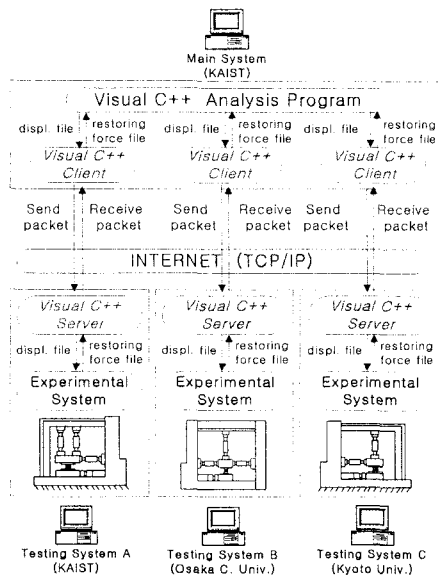 Main System
(KAIST)
Visual C++ Analysis Program
displ. file
restoring
force file
displ. file
restoring
force file
displ. file
restoring
force file
Visual C++
Client
Visual C++
Client
Visual C++
Client
Send
packet
Receive
packet
Send
packet
Receive
packet
Send
packet
Receive
packet
INTERNET (TCP/IP)
Visual C++
Server
Visual C++
Server
Visual C++
Server
displ. file
restoring
force file
displ. file
restoring
force file
displ. file
restoring
force file
Experimental
System
Experimental
System
Experimental
System
Testing System A
(KAIST)
Testing System B
(Osaka C. Univ.)
Testing System C
(Kyoto Univ.)